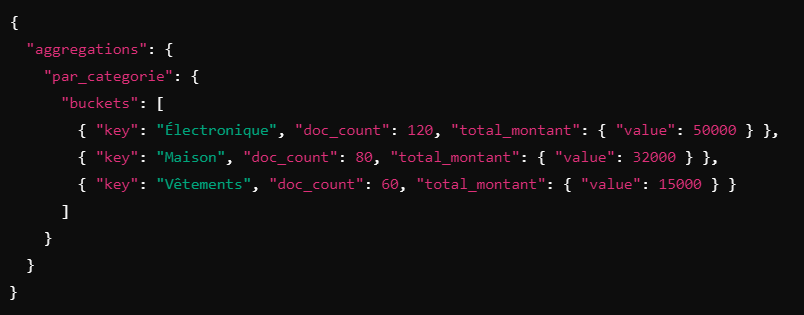 {
  "aggregations": {
    "par_categorie": {
      "buckets": [
        { "key": "Électronique", "doc_count": 120, "total_montant": { "value": 50000 } },
        { "key": "Maison", "doc_count": 80, "total_montant": { "value": 32000 } },
        { "key": "Vêtements", "doc_count": 60, "total_montant": { "value": 15000 } }
      ]
    }
  }
}